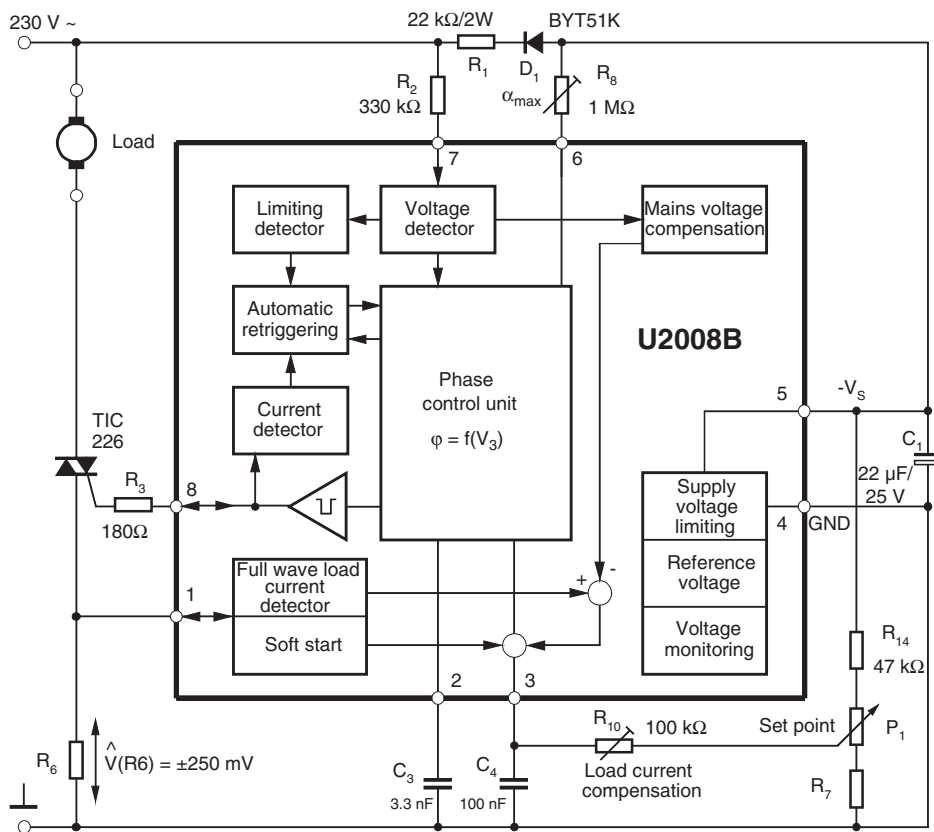 230 V ~
22 kΩ/2W
BYT51K
R1
D1
R2
330 kΩ
αmax
R8
1 MΩ
Load
7
6
Limiting
detector
Voltage
detector
Mains voltage
compensation
Automatic
retriggering
U2008B
Phase
control unit
φ = f(V3)
Current
detector
TIC
226
R3
180Ω
8
5
-VS
C1
22 µF/
25 V
Supply
voltage
limiting
4
GND
Reference
voltage
Voltage
monitoring
Full wave load
current
detector
Soft start
1
+
-
2
3
R14
47 kΩ
R10
100 kΩ
Set point
P1
Load current
compensation
R6
^
V(R6) = ±250 mV
C3
3.3 nF
C4
100 nF
R7